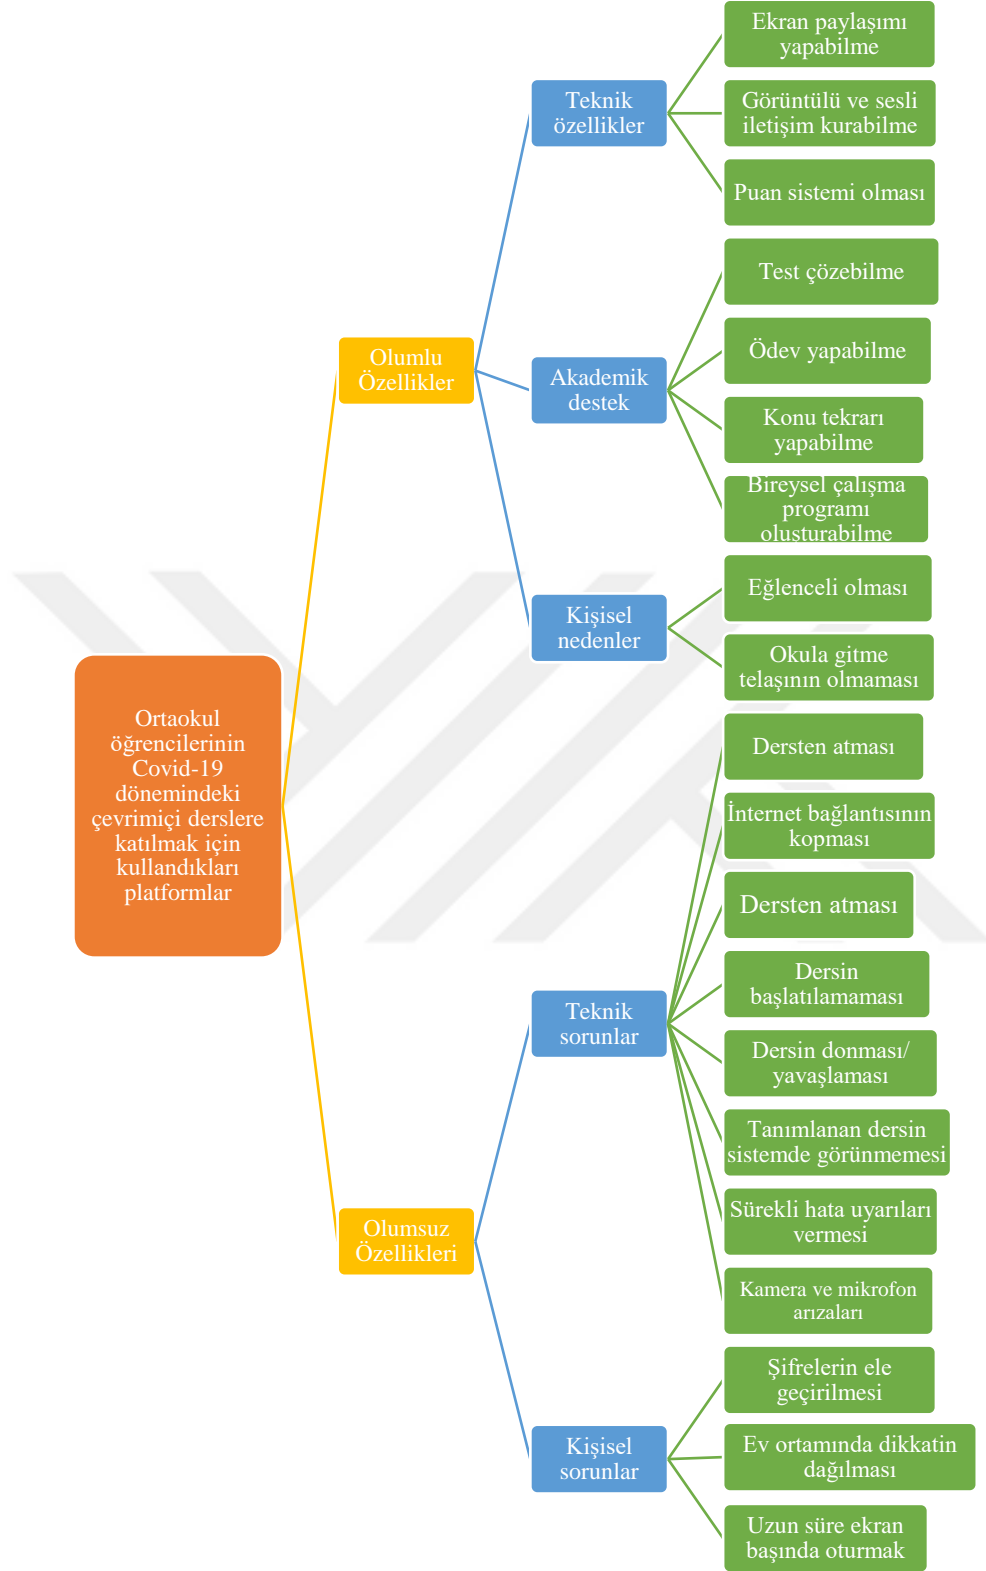 Ortaokul
öğrencilerinin
Covid-19
dönemindeki
çevrimiçi derslere
katılmak için
kullandıkları
platformlar
Olumlu
Özellikler
Teknik
özellikler
Ekran paylaşımı
yapabilme
Görüntülü ve sesli
iletişim kurabilme
Puan sistemi olması
Akademik
destek
Test çözebilme
Ödev yapabilme
Konu tekrarı
yapabilme
Bireysel çalışma
programı
oluşturabilme
Kişisel
nedenler
Eğlenceli olması
Okula gitme
telaşının olmaması
Olumsuz
Özellikleri
Teknik
sorunlar
Dersten atması
İnternet bağlantısının
kopması
Dersten atması
Dersin
başlatılamaması
Dersin donması/
yavaşlaması
Tanımlanan dersin
sistemde görünmemesi
Sürekli hata uyarıları
vermesi
Kamera ve mikrofon
arızaları
Kişisel
sorunlar
Şifrelerin ele
geçirilmesi
Ev ortamında dikkatin
dağılması
Uzun süre ekran
başında oturmak